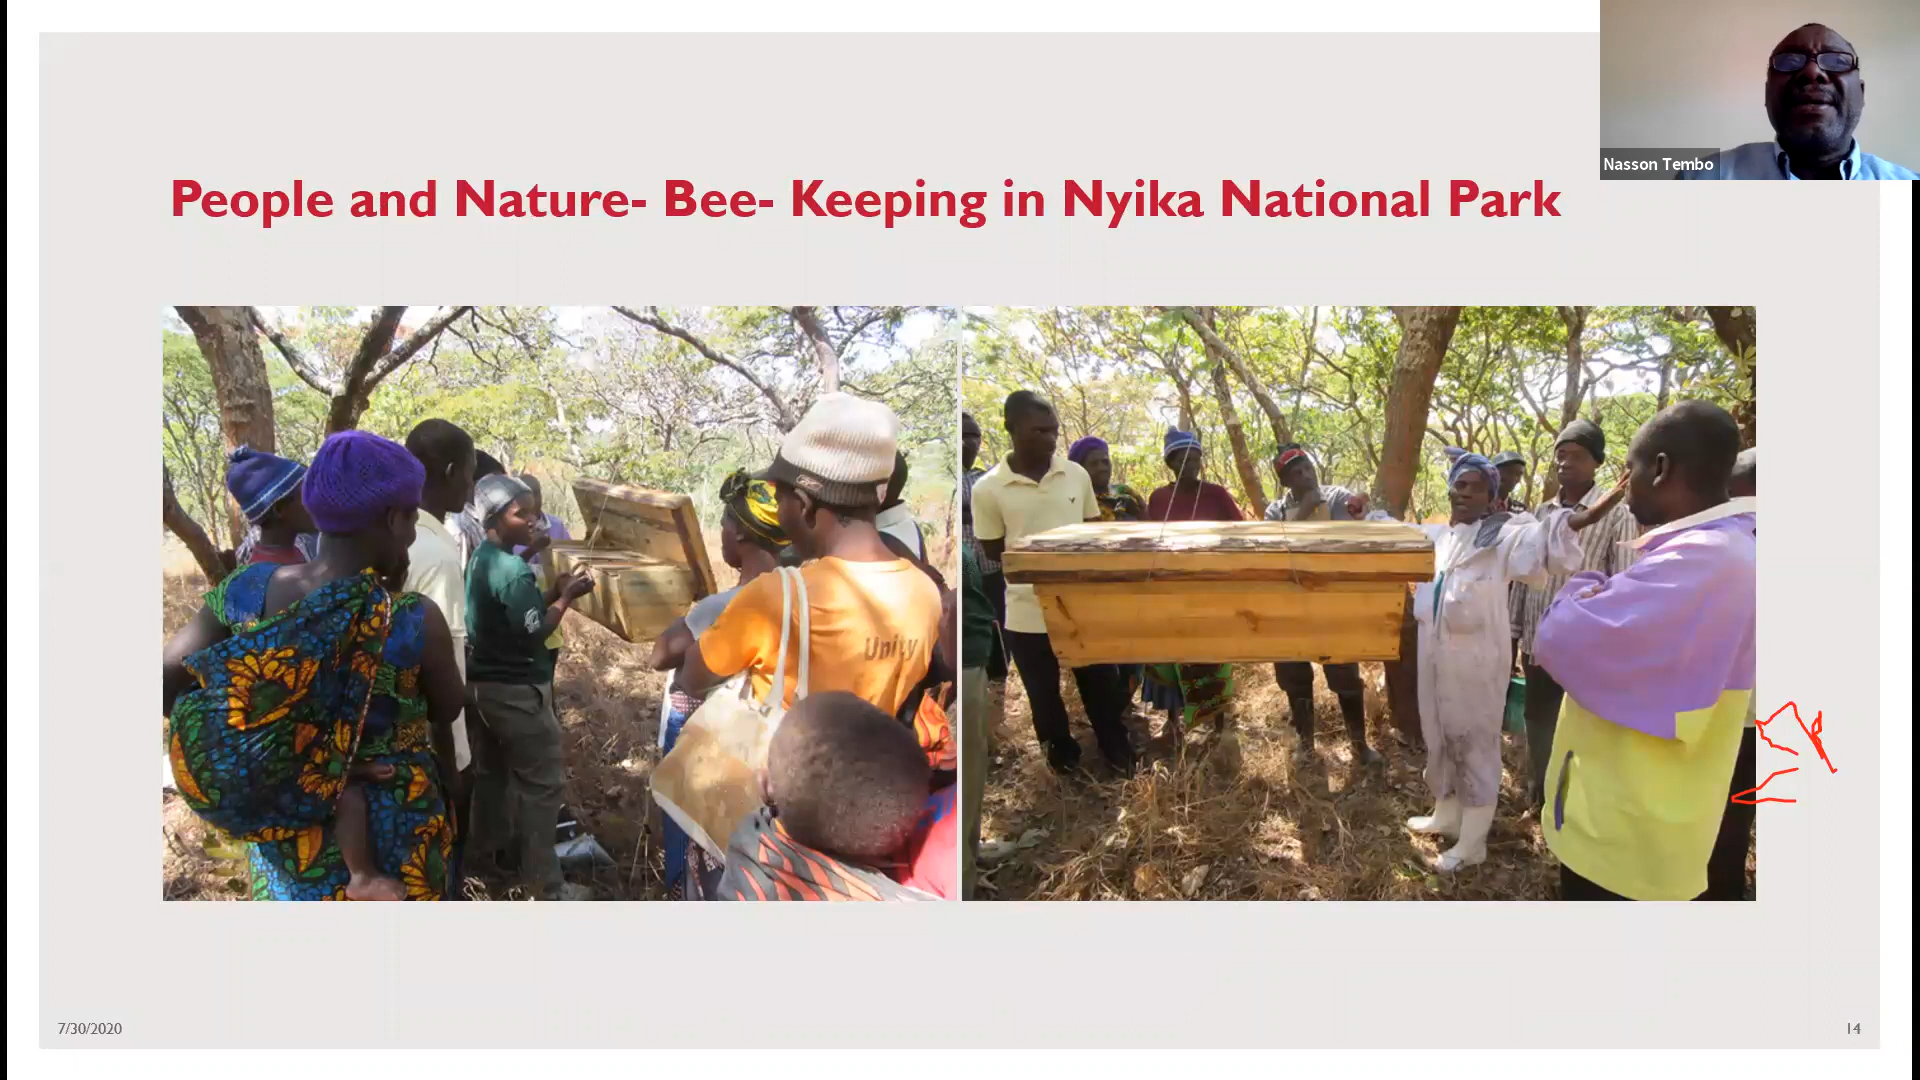 Nasson Tembo
People and Nature- Bee- Keeping in Nyika National Park
7/30/2020
14